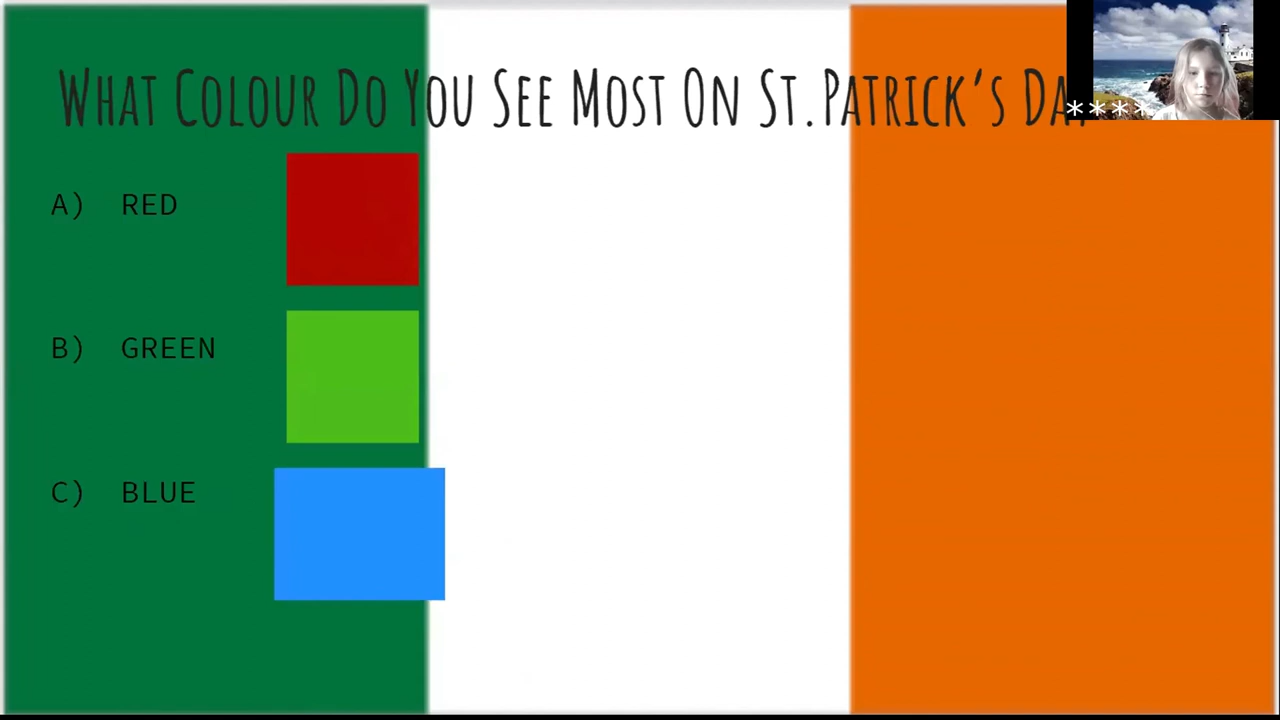 What Colour Do You See Most On St. Patrick's Day
A) RED
B) GREEN
C) BLUE
****